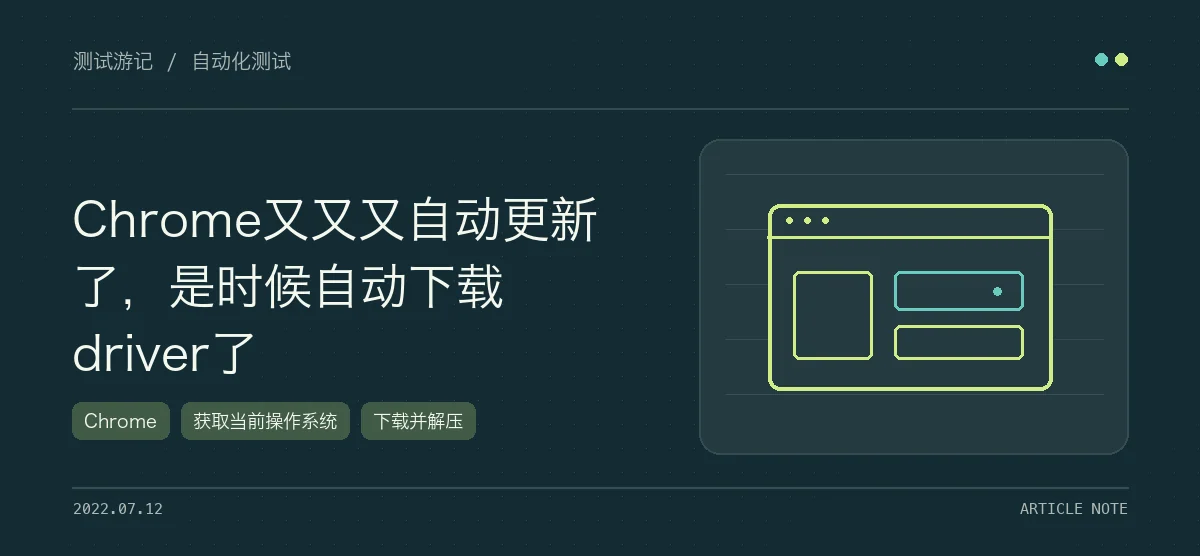 测试游记 / 自动化测试
Chrome又又又自动更新
了，是时候自动下载
driver了
Chrome 获取当前操作系统 下载并解压
2022.07.12
ARTICLE NOTE